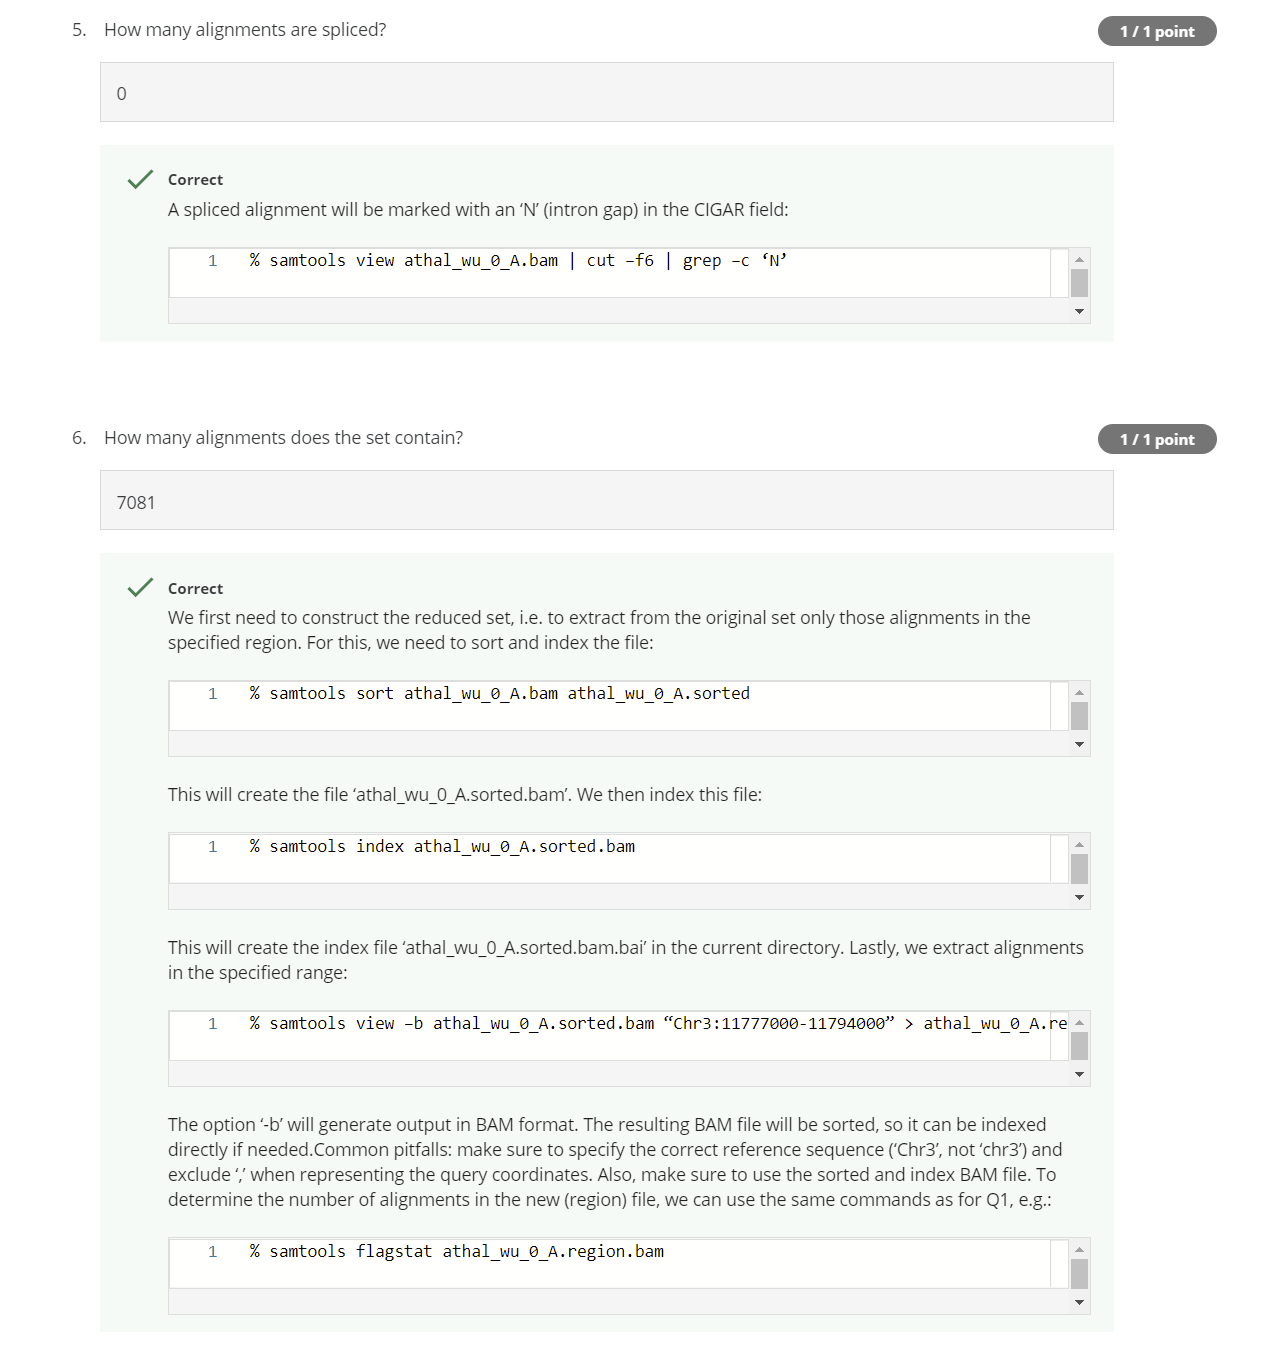 5. How many alignments are spliced?
1 / 1 point
0
Correct
A spliced alignment will be marked with an ‘N’ (intron gap) in the CIGAR field:
1 % samtools view athal_wu_0_A.bam | cut –f6 | grep –c ‘N’
6. How many alignments does the set contain?
1 / 1 point
7081
Correct
We first need to construct the reduced set, i.e. to extract from the original set only those alignments in the
specified region. For this, we need to sort and index the file:
1 % samtools sort athal_wu_0_A.bam athal_wu_0_A.sorted
This will create the file ‘athal_wu_0_A.sorted.bam’. We then index this file:
1 % samtools index athal_wu_0_A.sorted.bam
This will create the index file ‘athal_wu_0_A.sorted.bam.bai’ in the current directory. Lastly, we extract alignments
in the specified range:
1 % samtools view –b athal_wu_0_A.sorted.bam “Chr3:11777000-11794000” > athal_wu_0_A.re
The option ‘-b’ will generate output in BAM format. The resulting BAM file will be sorted, so it can be indexed
directly if needed.Common pitfalls: make sure to specify the correct reference sequence (‘Chr3’, not ‘chr3’) and
exclude ‘,’ when representing the query coordinates. Also, make sure to use the sorted and index BAM file. To
determine the number of alignments in the new (region) file, we can use the same commands as for Q1, e.g.:
1 % samtools flagstat athal_wu_0_A.region.bam